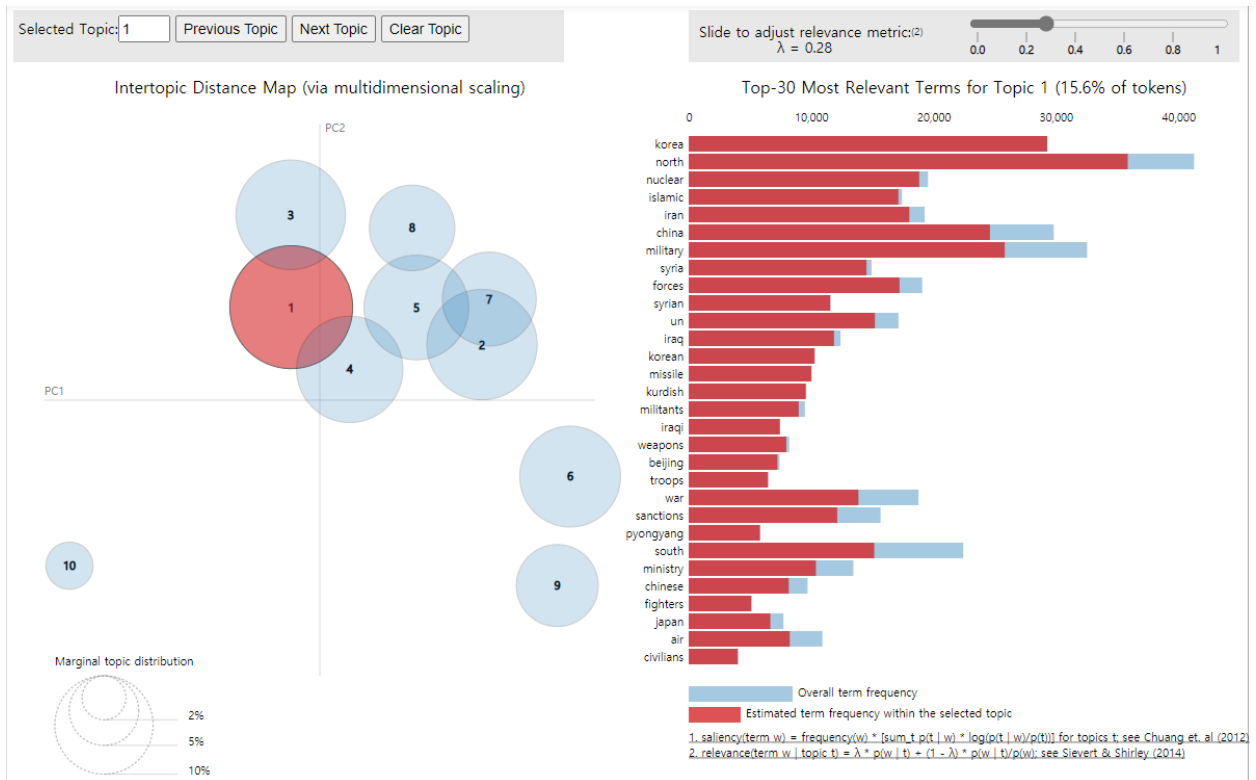 Selected Topic: 1 Previous Topic Next Topic Clear Topic
Slide to adjust relevance metric:(2)
λ = 0.28
0.0 0.2 0.4 0.6 0.8 1
Intertopic Distance Map (via multidimensional scaling)
PC2
PC1
3
8
1
5
7
2
4
6
10
9
Marginal topic distribution
2%
5%
10%
Top-30 Most Relevant Terms for Topic 1 (15.6% of tokens)
0 10,000 20,000 30,000 40,000
korea
north
nuclear
islamic
iran
china
military
syria
forces
syrian
un
iraq
korean
missile
kurdish
militants
iraqi
weapons
beijing
troops
war
sanctions
pyongyang
south
ministry
chinese
fighters
japan
air
civilians
Overall term frequency
Estimated term frequency within the selected topic
1. saliency(term w) = frequency(w) * [sum_t p(t | w) * log(p(t | w)/p(t))] for topics t; see Chuang et. al (2012)
2. relevance(term w | topic t) = λ * p(w | t) + (1 - λ) * p(w | t)/p(w); see Sievert & Shirley (2014)